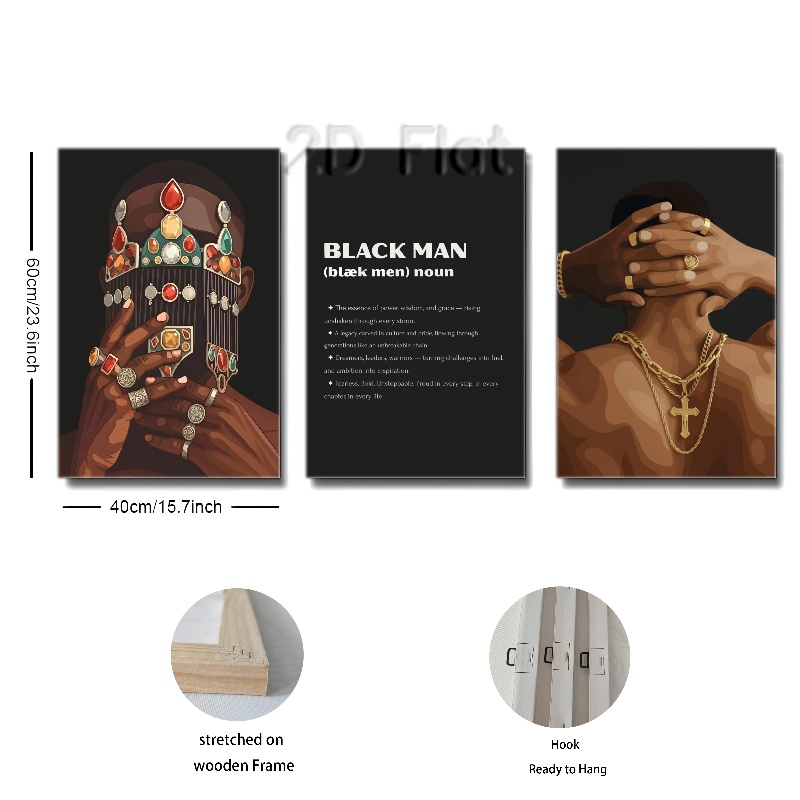 2D Flat
60cm/23.6inch
BLACK MAN
(blæk men) noun
✦ The essence of power, wisdom, and grace — rising
unshaken through every storm.
✦ A legacy carved in culture and pride, flowing through
generations like an unbreakable chain.
✦ Dreamers, leaders, warriors — turning challenges into fuel,
and ambition into inspiration.
✦ Fearless. Bold. Unstoppable. Proud in every step, in every
chapter, in every life.
40cm/15.7inch
stretched on
wooden Frame
Hook
Ready to Hang